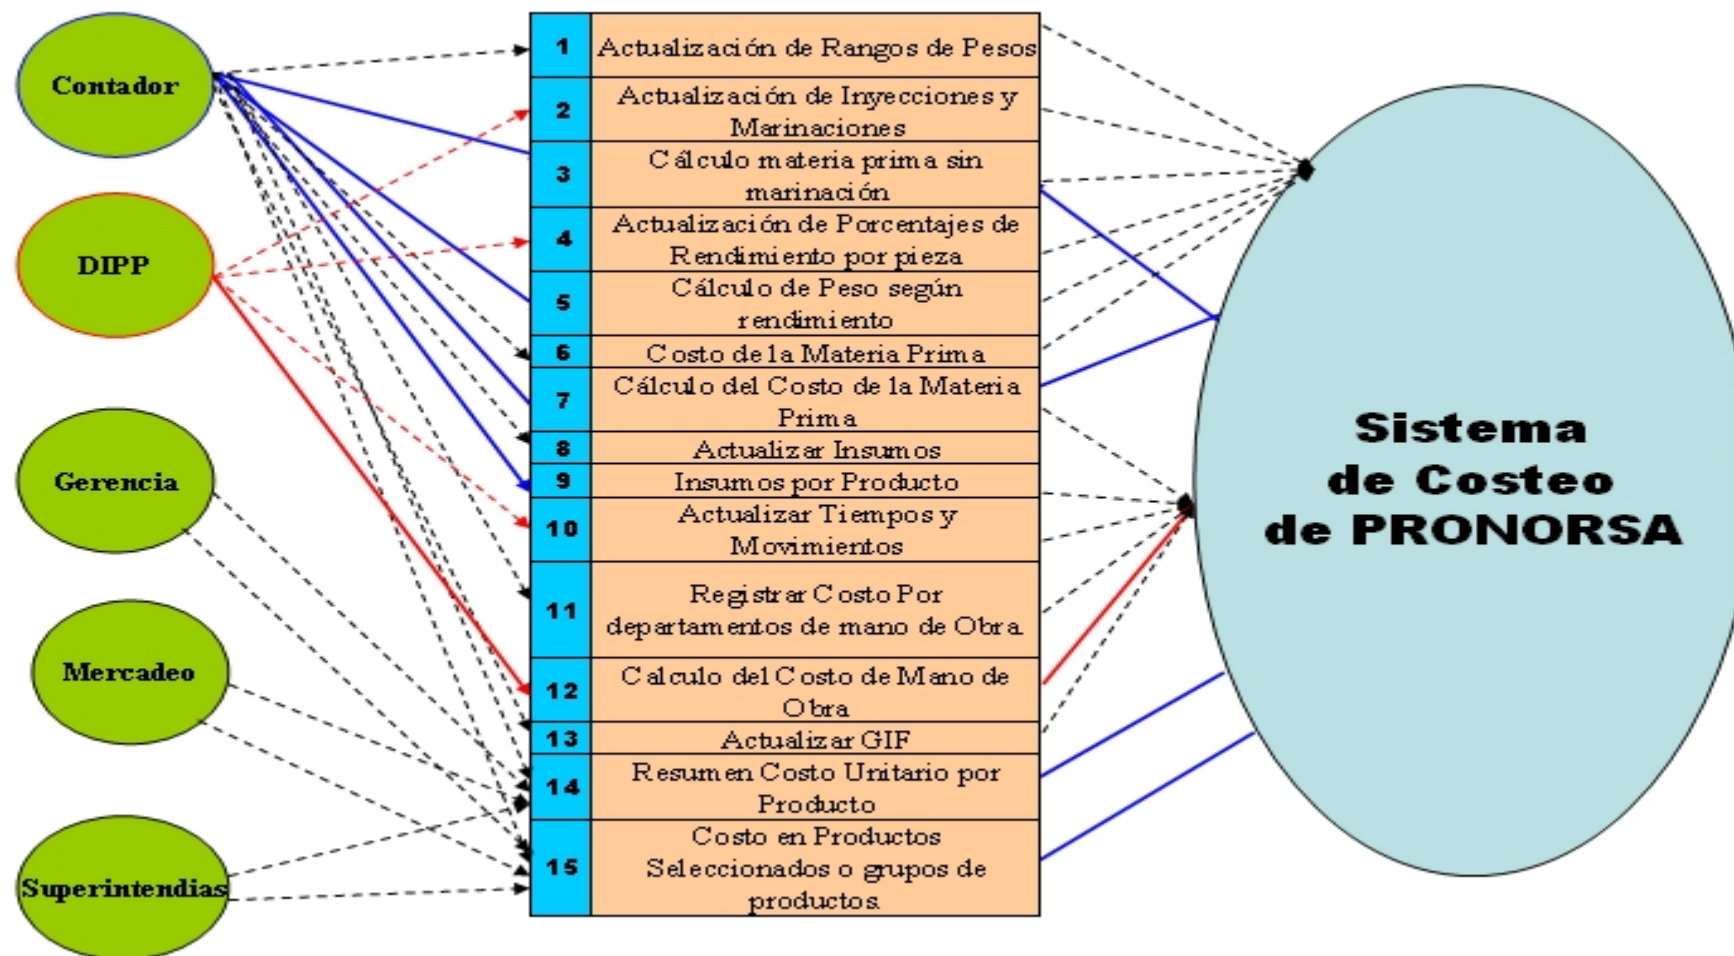 Contador
DIPP
Gerencia
Mercadeo
Superintendias
1
Actualización de Rangos de Pesos
2
Actualización de Inyecciones y
Marinaciones
3
Cálculo materia prima sin
marinación
4
Actualización de Porcentajes de
Rendimiento por pieza
5
Cálculo de Peso según
rendimiento
6
Costo de la Materia Prima
7
Cálculo del Costo de la Materia
Prima
8
Actualizar Insumos
9
Insumos por Producto
10
Actualizar Tiempos y
Movimientos
11
Registrar Costo Por
departamentos de mano de Obra.
12
Calculo del Costo de Mano de
Obra
13
Actualizar GIF
14
Resumen Costo Unitario por
Producto
15
Costo en Productos
Seleccionados o grupos de
productos.
Sistema
de Costeo
de PRONORSA